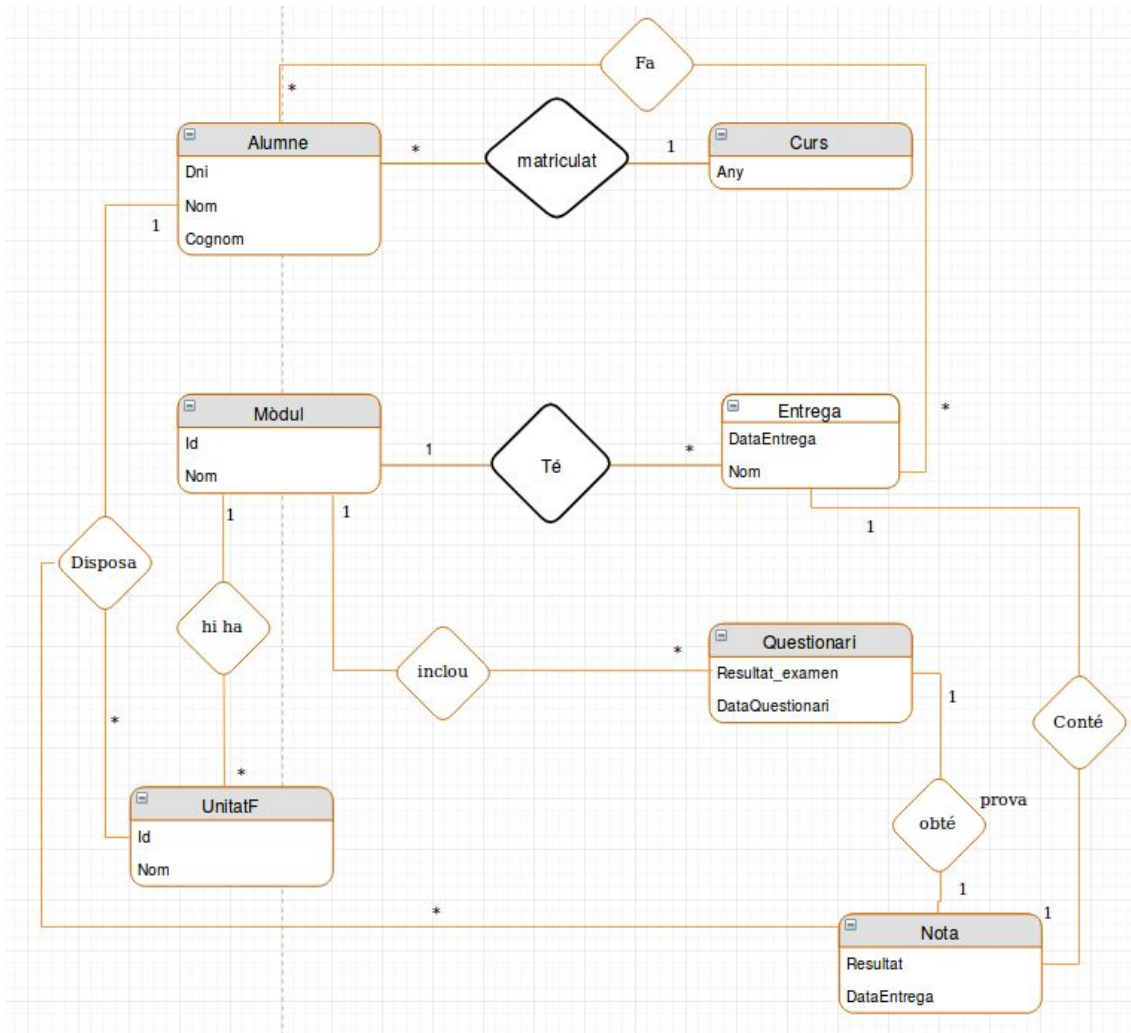 Fa
*
Alumne
Dni
Nom
Cognom
*
matriculat
1
Curs
Any
1
Mòdul
Id
Nom
1
Té
*
Entrega
DataEntrega
Nom
*
1
1
1
Disposa
hi ha
inclou
*
Questionari
Resultat_examen
DataQuestionari
1
Conté
*
*
UnitatF
Id
Nom
obté
prova
1
1
*
Nota
Resultat
DataEntrega